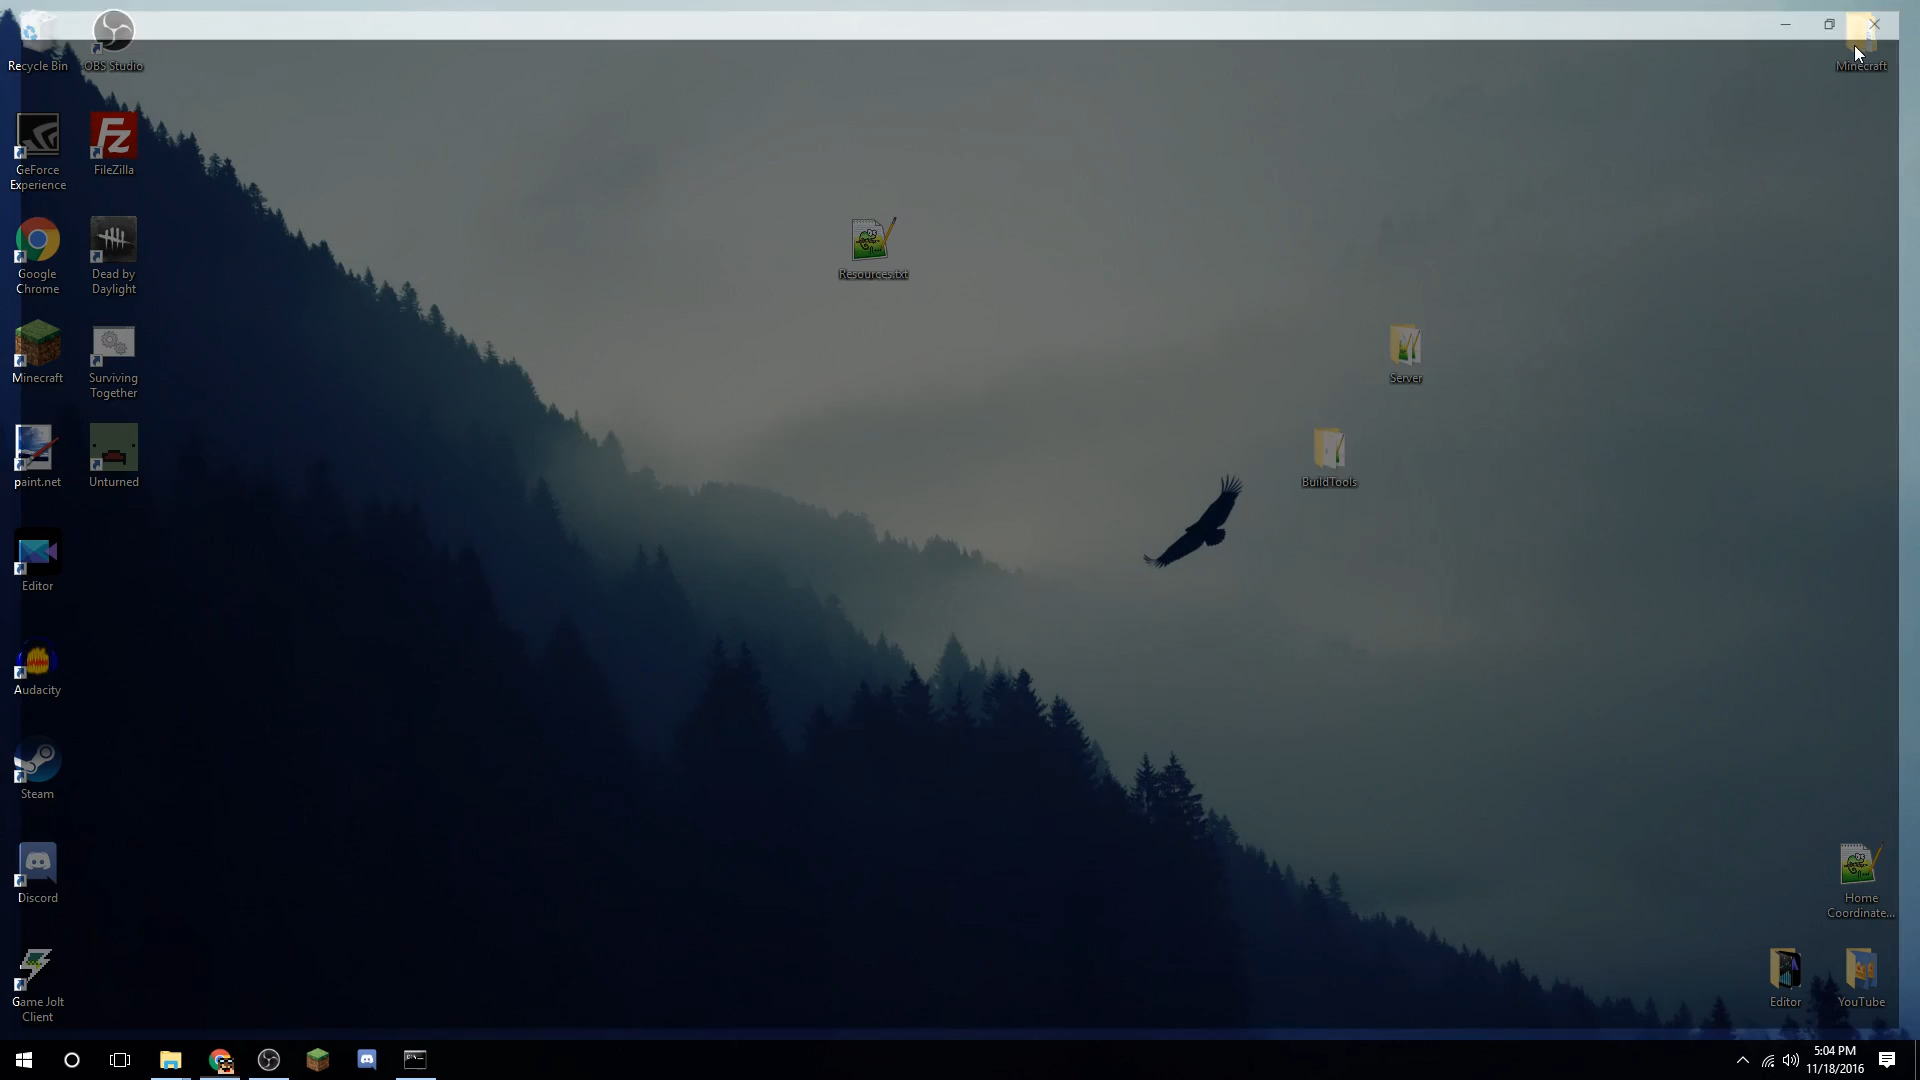 Recycle Bin
OBS Studio
Minecraft
GeForce
Experience
FileZilla
Google
Chrome
Dead by
Daylight
Resources.txt
Minecraft
Surviving
Together
Server
paint.net
Unturned
BuildTools
Editor
Audacity
Steam
Discord
Home
Coordinate...
Game Jolt
Client
Editor
YouTube
5:04 PM
11/18/2016